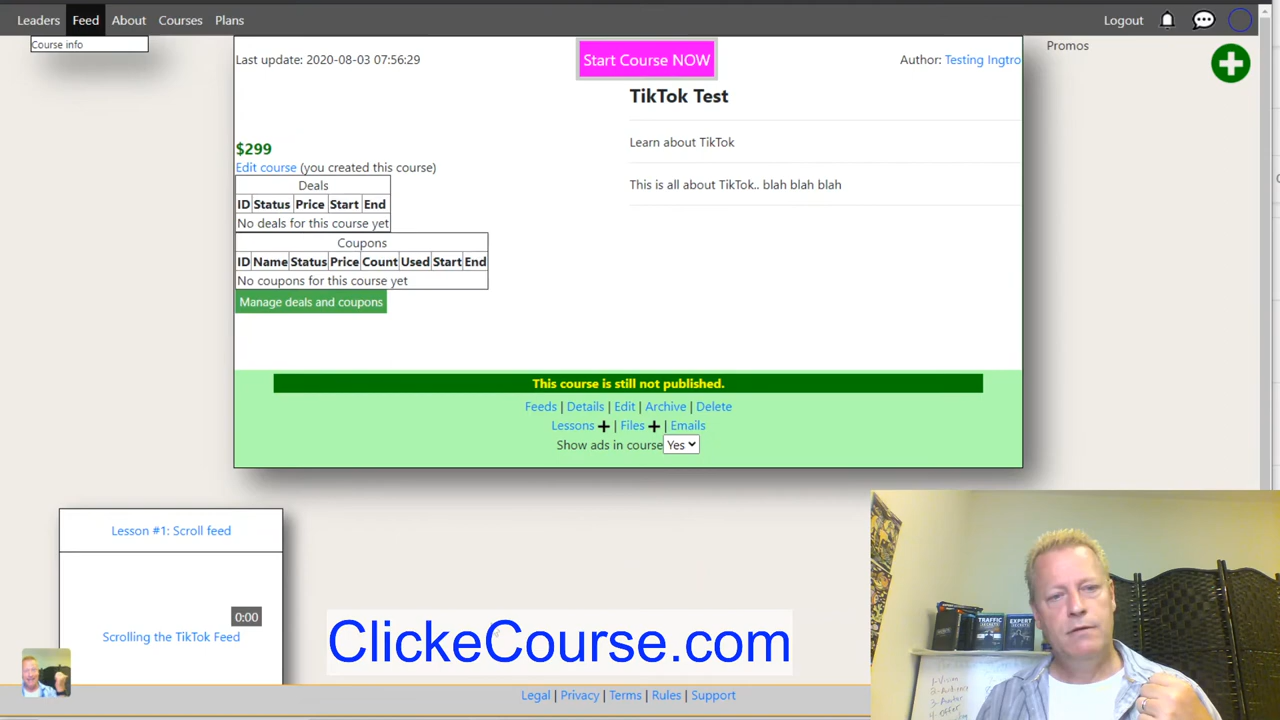 Leaders Feed About Courses Plans Logout
Course info
Promos
Last update: 2020-08-03 07:56:29
Start Course NOW
Author: Testing Ingtro
TikTok Test
Learn about TikTok
This is all about TikTok.. blah blah blah
$299
Edit course (you created this course)
Deals
ID Status Price Start End
No deals for this course yet
Coupons
ID Name Status Price Count Used Start End
No coupons for this course yet
Manage deals and coupons
This course is still not published.
Feeds | Details | Edit | Archive | Delete
Lessons | Files | Emails
Show ads in course Yes
Lesson #1: Scroll feed
0:00
Scrolling the TikTok Feed
ClickeCourse.com
TRAFFIC
SECRETS
EXPERT
SECRETS
Legal | Privacy | Terms | Rules | Support